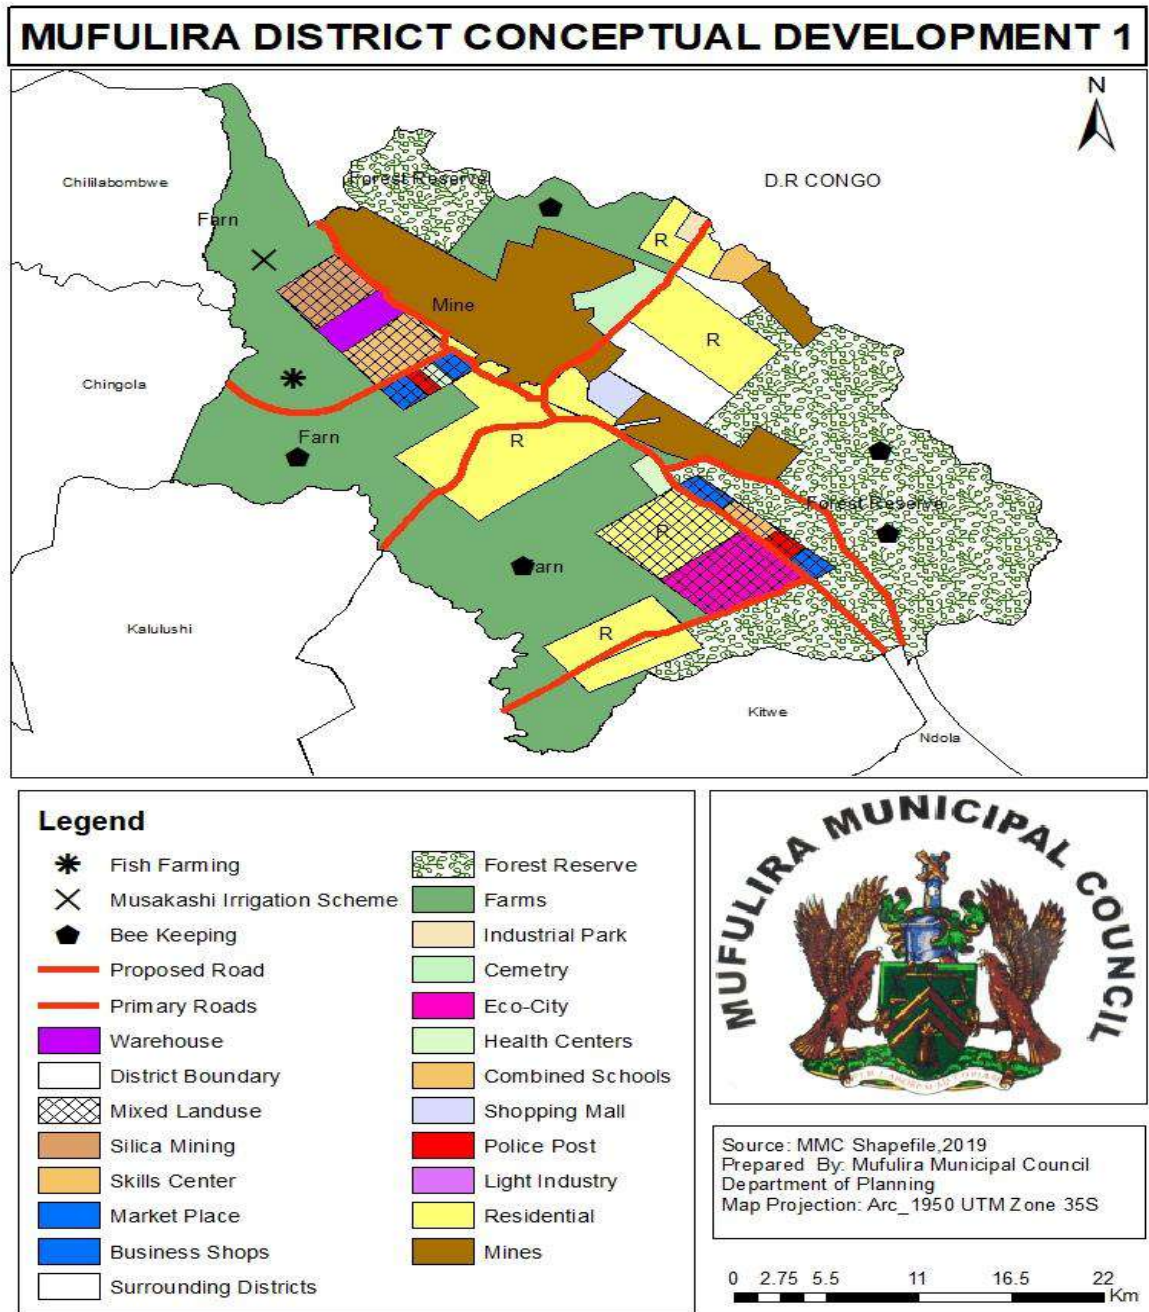 MUFULIRA DISTRICT CONCEPTUAL DEVELOPMENT 1
N
Chililabombwe
Forest Reserve
D.R CONGO
Farn
R
Mine
R
Chingola
Farn
R
Forest Reserve
R
arn
Kalulushi
R
Kitwe
Ndola
Legend
Fish Farming
Musakashi Irrigation Scheme
Bee Keeping
Proposed Road
Primary Roads
Warehouse
District Boundary
Mixed Landuse
Silica Mining
Skills Center
Market Place
Business Shops
Surrounding Districts
Forest Reserve
Farms
Industrial Park
Cemetry
Eco-City
Health Centers
Combined Schools
Shopping Mall
Police Post
Light Industry
Residential
Mines
MUFULIRA MUNICIPAL COUNCIL
Source: MMC Shapefile,2019
Prepared By: Mufulira Municipal Council
Department of Planning
Map Projection: Arc_1950 UTM Zone 35S
0 2.75 5.5 11 16.5 22
Km